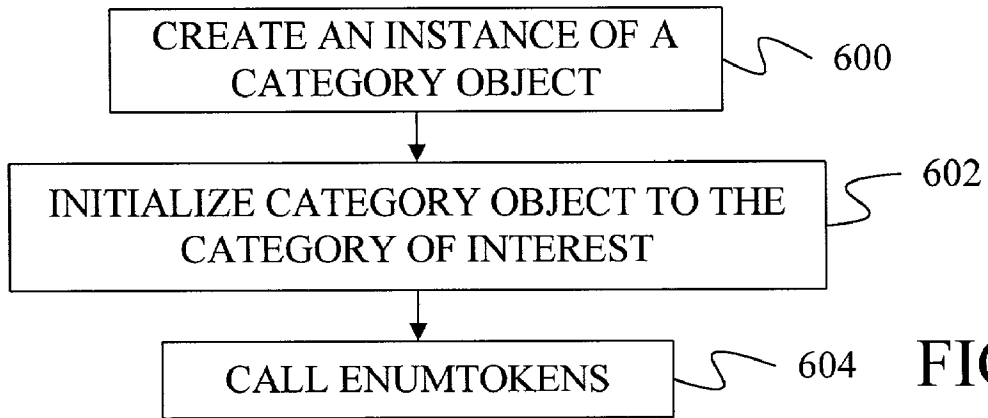 CREATE AN INSTANCE OF A
CATEGORY OBJECT
600
INITIALIZE CATEGORY OBJECT TO THE
CATEGORY OF INTEREST
602
CALL ENUMTOKENS
604